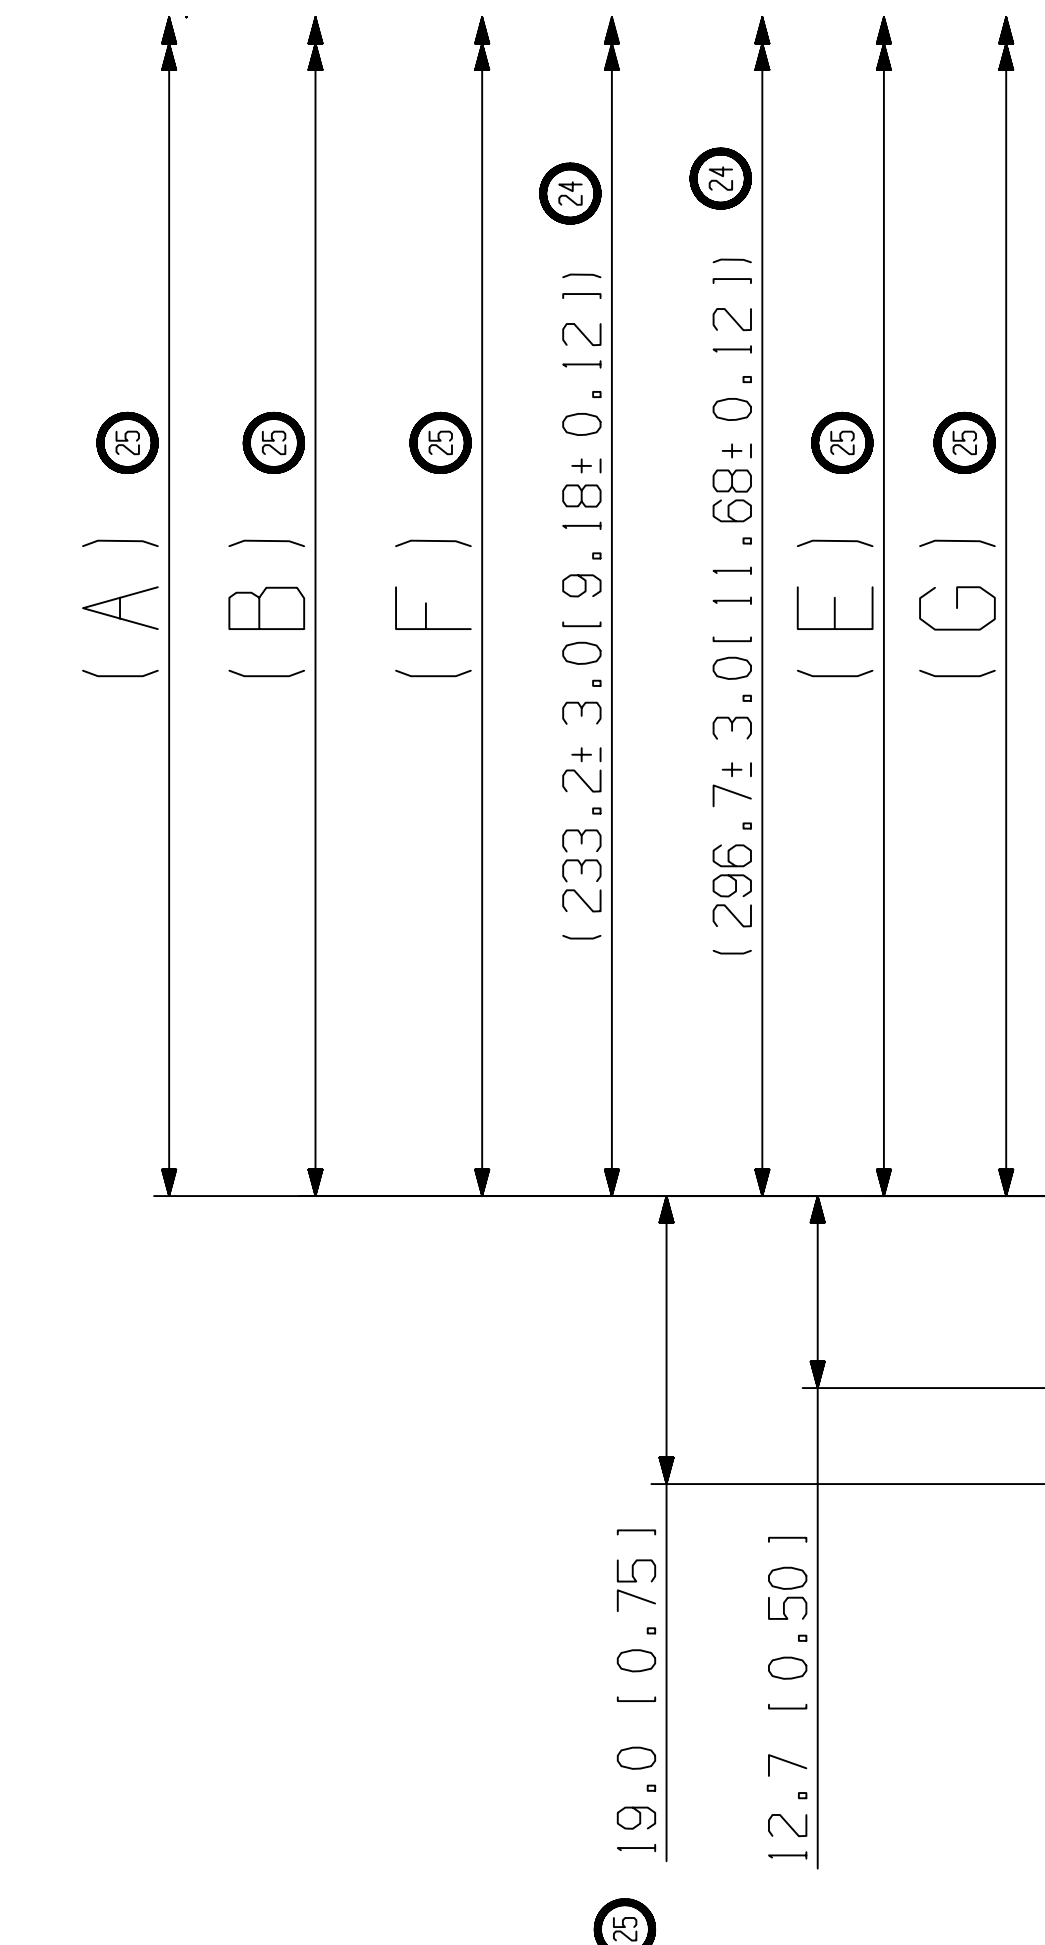 (A) 25
(B) 25
(F) 25
(233.2± 3.0[ 9.18± 0.12 ]) 24
(296.7± 3.0[ 11.68± 0.12 ]) 24
(E) 25
(G) 25
25 19.0 [ 0.75 ]
12.7 [ 0.50 ]